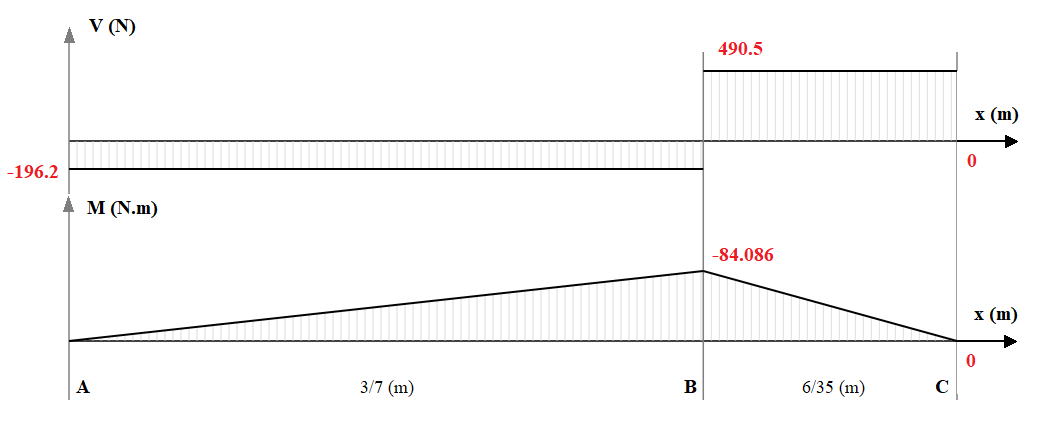 V (N)
490.5
x (m)
0
-196.2
M (N.m)
-84.086
x (m)
0
A 3/7 (m) B 6/35 (m) C